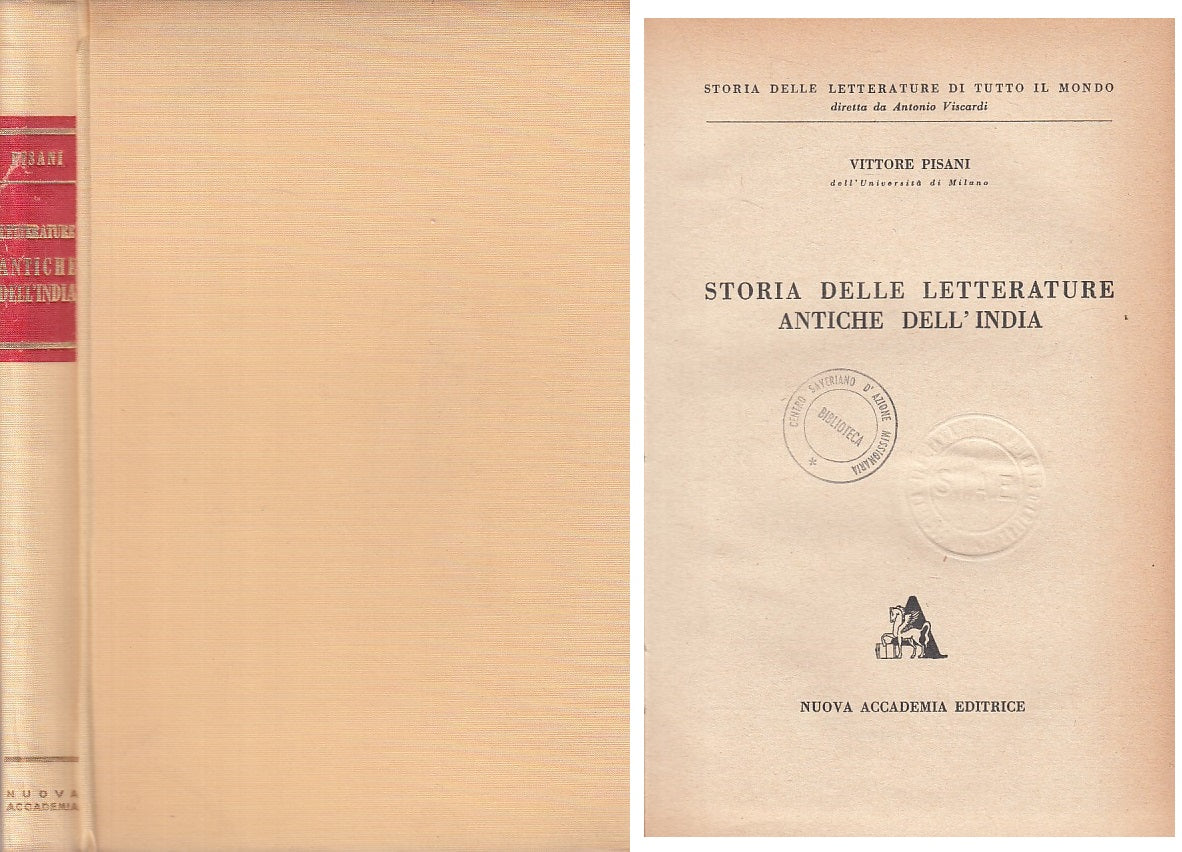 PISANI
LETTERATURE
ANTICHE
DELL'INDIA
NUOVA
ACCADEMIA
STORIA DELLE LETTERATURE DI TUTTO IL MONDO
diretta da Antonio Viscardi
VITTORE PISANI
dell'Università di Milano
STORIA DELLE LETTERATURE
ANTICHE DELL'INDIA
CENTRO SAVERIANO D'AZIONE MISSIONARIA
BIBLIOTECA
S.I.A.E
NUOVA ACCADEMIA EDITRICE